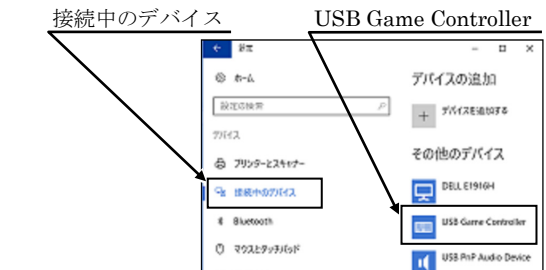 接続中のデバイス
USB Game Controller
設定
ホーム
設定の検索
デバイス
プリンターとスキャナー
接続中のデバイス
Bluetooth
マウスとタッチパッド
デバイスの追加
デバイスを追加する
その他のデバイス
DELL E1916H
USB Game Controller
USB PnP Audio Device